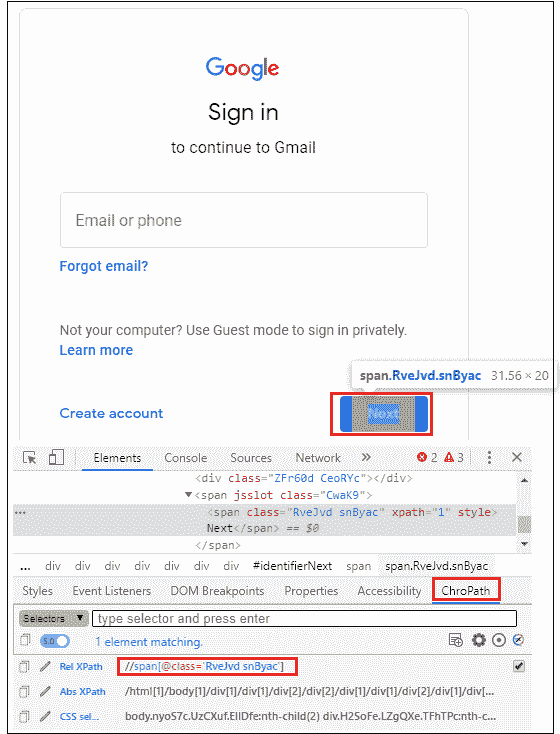 Google
Sign in
to continue to Gmail
Email or phone
Forgot email?
Not your computer? Use Guest mode to sign in privately.
Learn more
span.RveJvd.snByac 31.56 × 20
Create account
Next
Elements Console Sources Network » 2 3
<div class="ZFr60d CeoRYc"></div>
▼<span jsslot class="CwaK9">
... <span class="RveJvd snByac" xpath="1" style>
Next</span> == $0
</span>
... div div div div div div div #identifierNext span span.RveJvd.snByac
Styles Event Listeners DOM Breakpoints Properties Accessibility ChroPath
Selectors ▼ type selector and press enter
5.0 1 element matching.
Rel XPath //span[@class='RveJvd snByac']
Abs XPath /html[1]/body[1]/div[1]/div[1]/div[2]/div[2]/div[1]/div[1]/div[2]/div[1]/div[...
CSS sel... body.nyoS7c.UzCXuf.EIlDfe:nth-child(2) div.H2SoFe.LZgQXe.TFhTPc:nth-c...